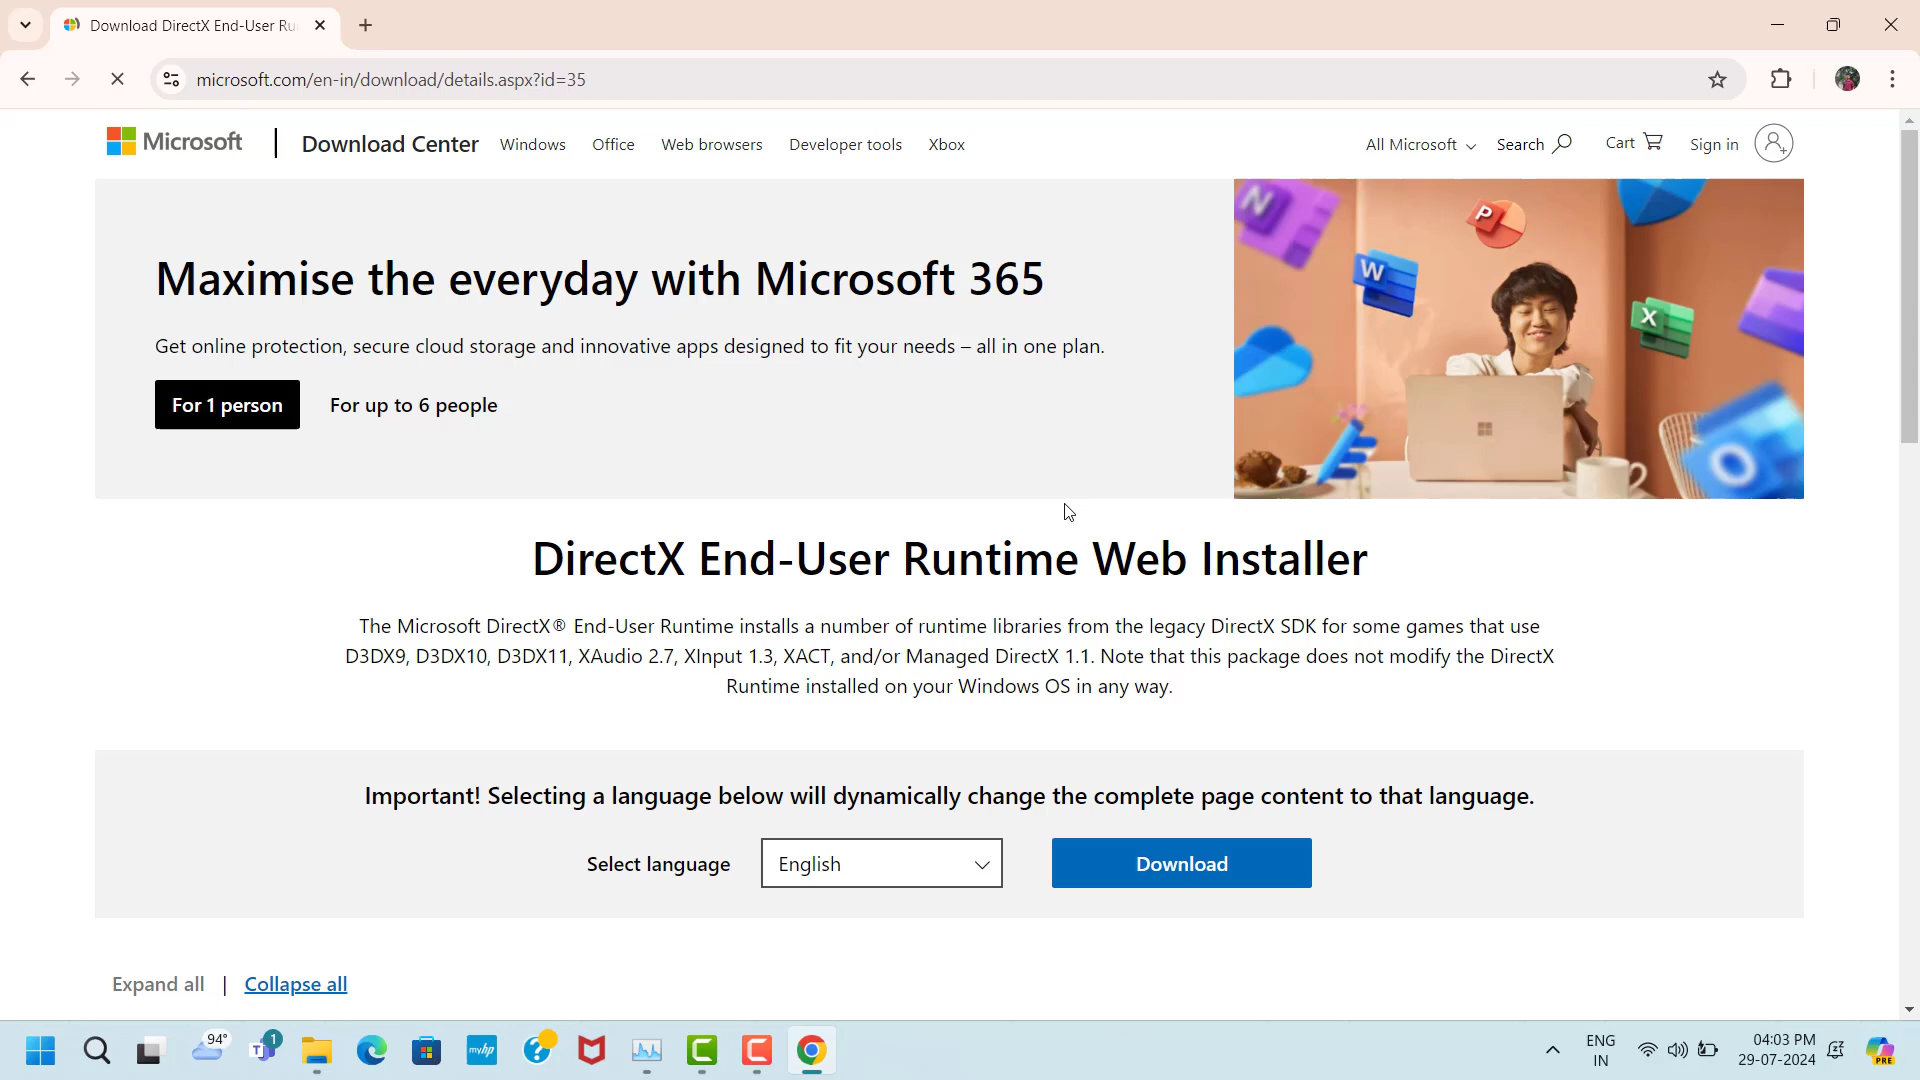 Download DirectX End-User Ru
microsoft.com/en-in/download/details.aspx?id=35
Microsoft
Download Center
Windows
Office
Web browsers
Developer tools
Xbox
All Microsoft
Search
Cart
Sign in
Maximise the everyday with Microsoft 365
Get online protection, secure cloud storage and innovative apps designed to fit your needs – all in one plan.
For 1 person
For up to 6 people
N
P
W
X
O
DirectX End-User Runtime Web Installer
The Microsoft DirectX® End-User Runtime installs a number of runtime libraries from the legacy DirectX SDK for some games that use
D3DX9, D3DX10, D3DX11, XAudio 2.7, XInput 1.3, XACT, and/or Managed DirectX 1.1. Note that this package does not modify the DirectX
Runtime installed on your Windows OS in any way.
Important! Selecting a language below will dynamically change the complete page content to that language.
Select language
English
Download
Expand all | Collapse all
94°
T
1
myhp
?
C
C
ENG
IN
04:03 PM
29-07-2024
PRE